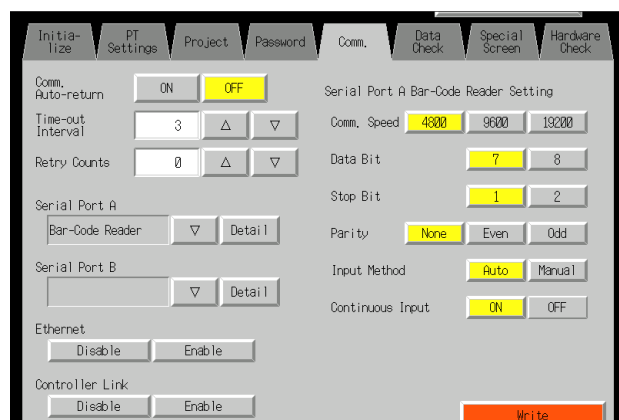 Initia-
lize
PT
Settings
Project
Password
Comm.
Data
Check
Special
Screen
Hardware
Check
Comm.
Auto-return
ON
OFF
Time-out
Interval
3
△
▽
Retry Counts
0
△
▽
Serial Port A
Bar-Code Reader
▽
Detail
Serial Port B
▽
Detail
Ethernet
Disable
Enable
Controller Link
Disable
Enable
Serial Port A Bar-Code Reader Setting
Comm. Speed
4800
9600
19200
Data Bit
7
8
Stop Bit
1
2
Parity
None
Even
Odd
Input Method
Auto
Manual
Continuous Input
ON
OFF
Write